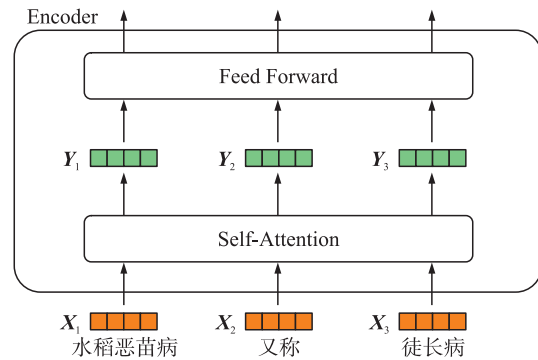 Encoder
Feed Forward
Y₁ Y₂ Y₃
Self-Attention
X₁ X₂ X₃
水稻恶苗病 又称 徒长病